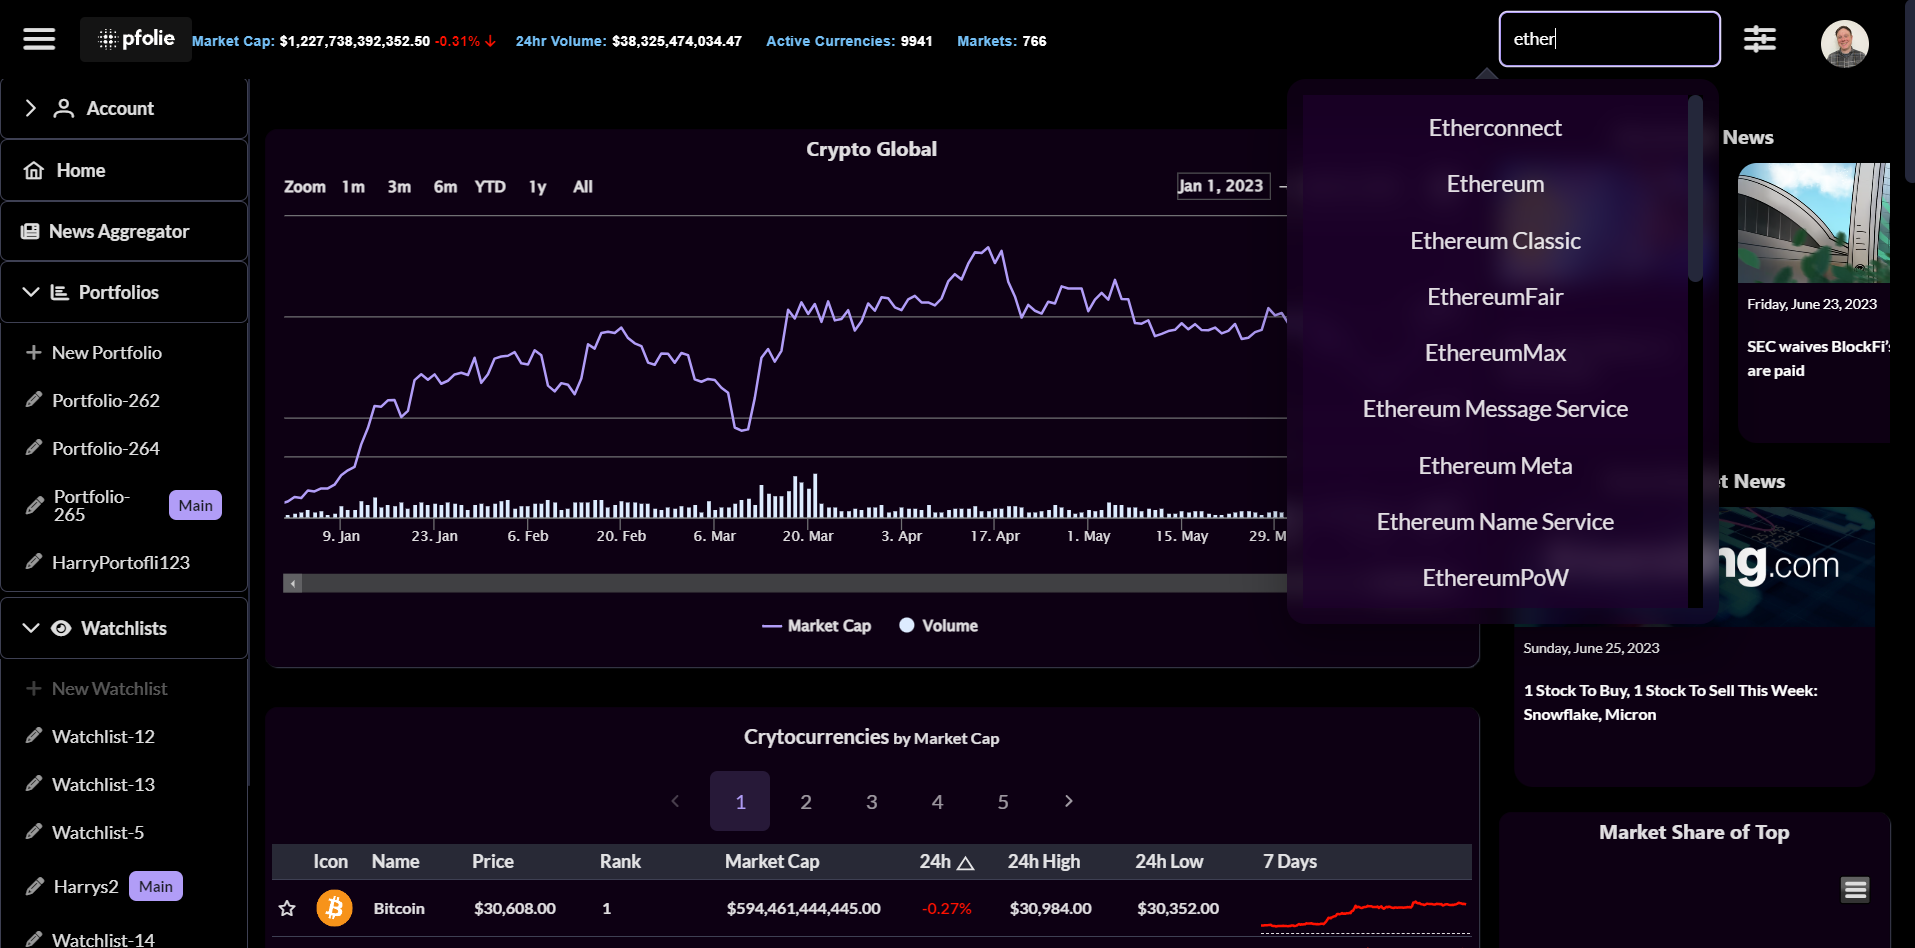 pfolie
Market Cap: $1,227,738,392,352.50 -0.31% 24hr Volume: $38,325,474,034.47 Active Currencies: 9941 Markets: 766
ether
Account
Home
News Aggregator
Portfolios
New Portfolio
Portfolio-262
Portfolio-264
Portfolio-
265
Main
HarryPortofli123
Watchlists
New Watchlist
Watchlist-12
Watchlist-13
Watchlist-5
Harrys2 Main
Watchlist-14
Crypto Global
Zoom 1m 3m 6m YTD 1y All
Jan 1, 2023 –
9. Jan 23. Jan 6. Feb 20. Feb 6. Mar 20. Mar 3. Apr 17. Apr 1. May 15. May 29. M
Market Cap Volume
Etherconnect
Ethereum
Ethereum Classic
EthereumFair
EthereumMax
Ethereum Message Service
Ethereum Meta
Ethereum Name Service
EthereumPoW
News
Friday, June 23, 2023
SEC waives BlockFi's
are paid
t News
ng.com
Sunday, June 25, 2023
1 Stock To Buy, 1 Stock To Sell This Week:
Snowflake, Micron
Market Share of Top
Crytocurrencies by Market Cap
1 2 3 4 5
Icon Name Price Rank Market Cap 24h 24h High 24h Low 7 Days
Bitcoin $30,608.00 1 $594,461,444,445.00 -0.27% $30,984.00 $30,352.00